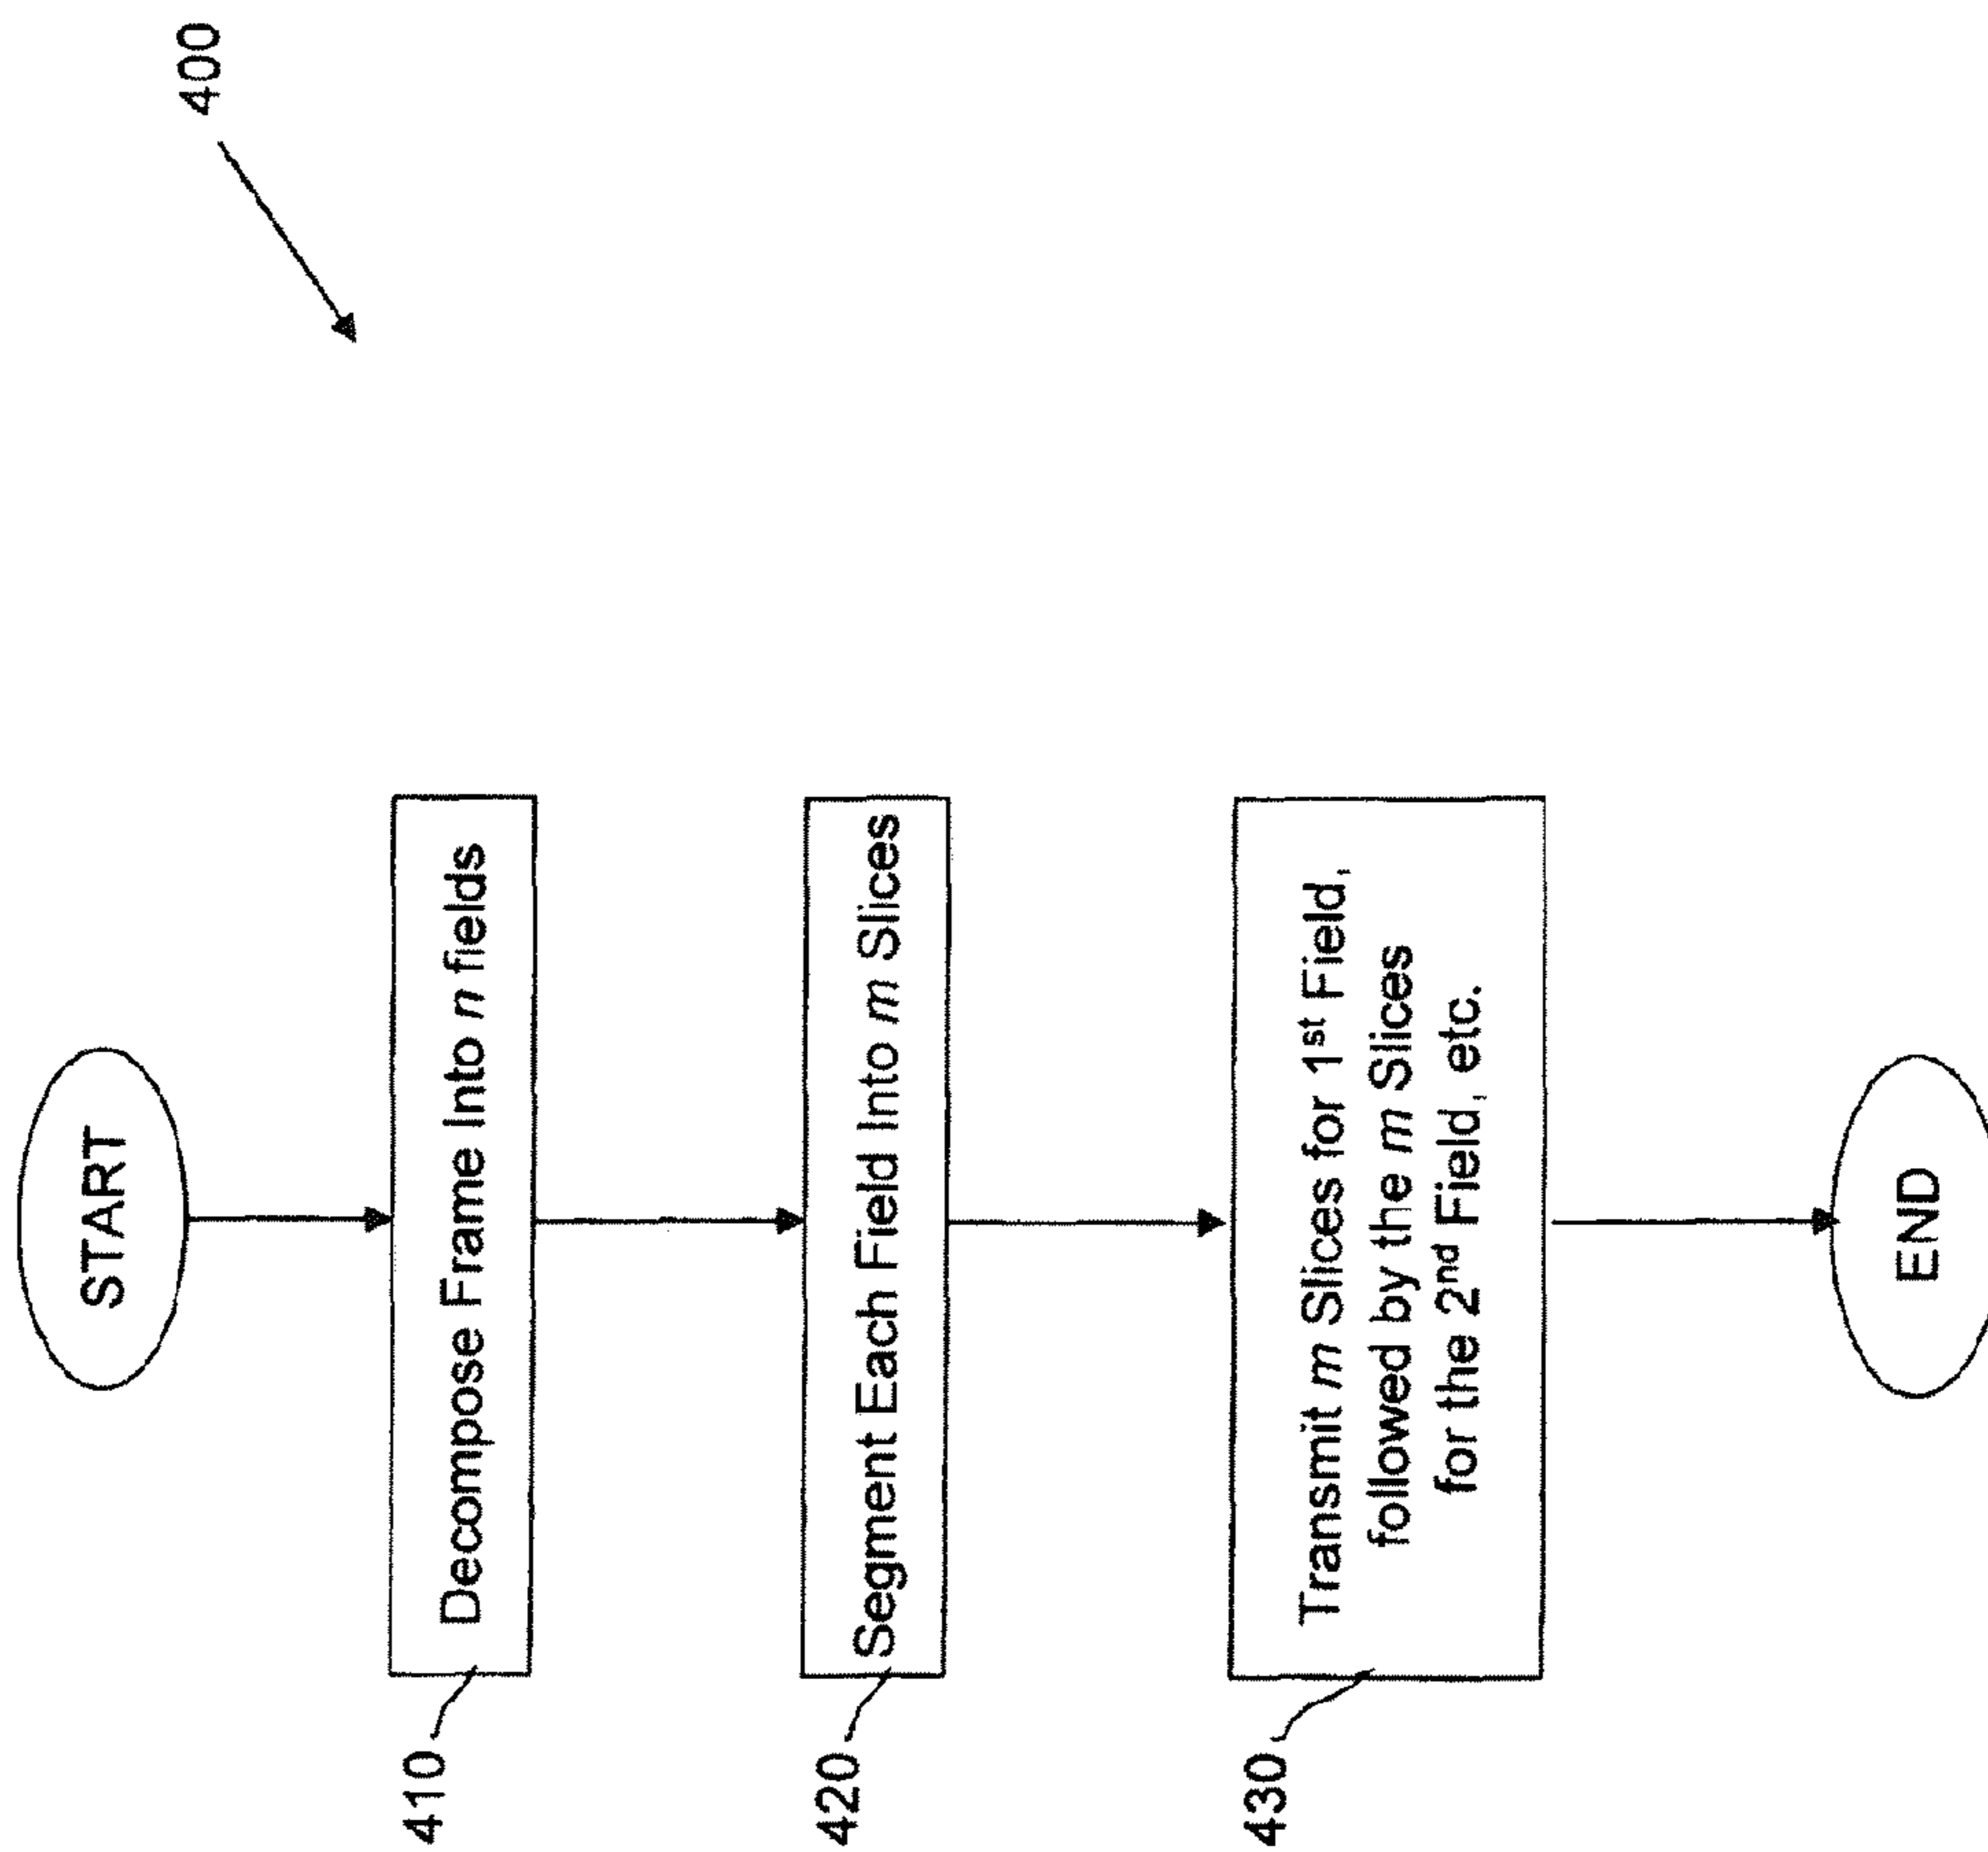 400
START
410
Decompose Frame Into n fields
420
Segment Each Field Into m Slices
430
Transmit m Slices for 1st Field,
followed by the m Slices
for the 2nd Field, etc.
END